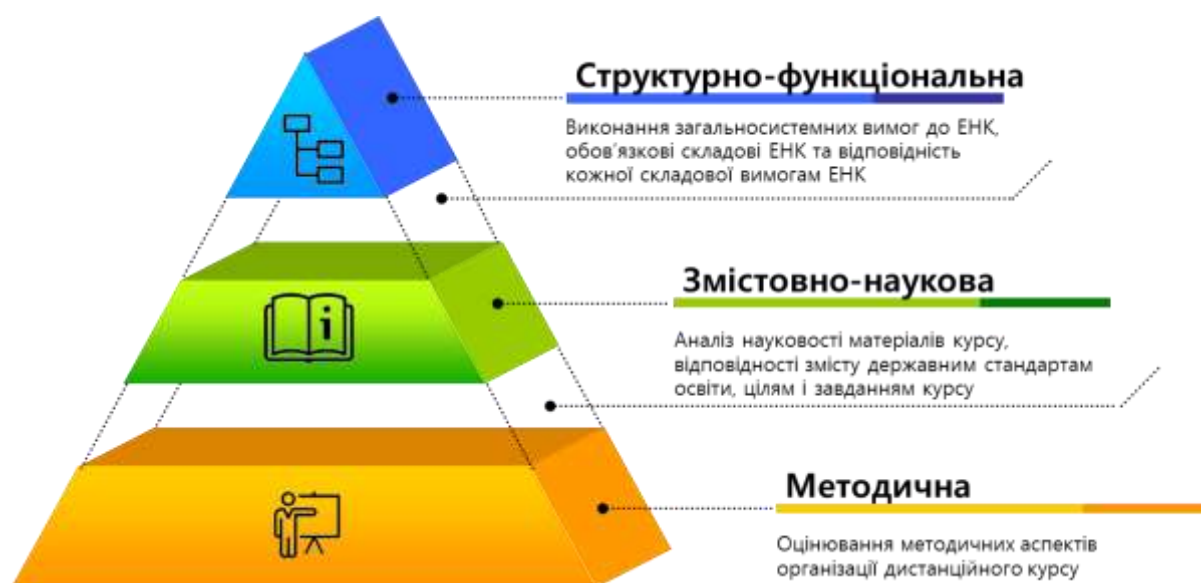 Структурно-функціональна
Виконання загальносистемних вимог до ЕНК,
обов’язкові складові ЕНК та відповідність
кожної складової вимогам ЕНК
i
Змістовно-наукова
Аналіз науковості матеріалів курсу,
відповідності змісту державним стандартам
освіти, цілям і завданням курсу
Методична
Оцінювання методичних аспектів
організації дистанційного курсу